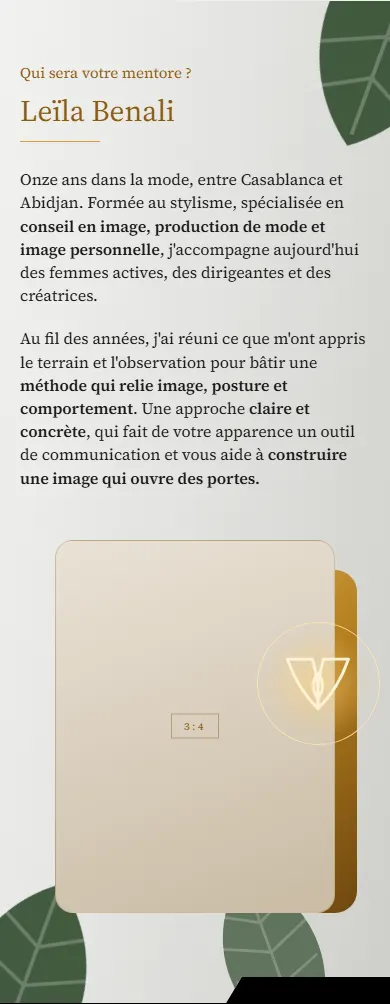 Qui sera votre mentore ?
Leïla Benali
Onze ans dans la mode, entre Casablanca et
Abidjan. Formée au stylisme, spécialisée en
conseil en image, production de mode et
image personnelle, j'accompagne aujourd'hui
des femmes actives, des dirigeantes et des
créatrices.
Au fil des années, j'ai réuni ce que m'ont appris
le terrain et l'observation pour bâtir une
méthode qui relie image, posture et
comportement. Une approche claire et
concrète, qui fait de votre apparence un outil
de communication et vous aide à construire
une image qui ouvre des portes.
3:4